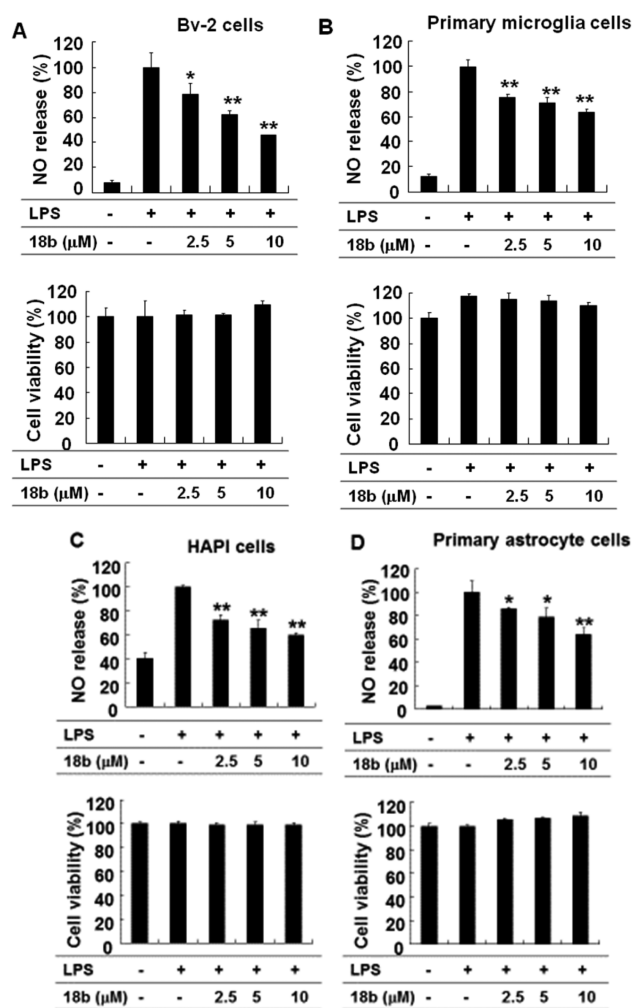 A
Bv-2 cells
NO release (%)
120
100
80
60
40
20
0
LPS - + + + +
18b (μM) - - 2.5 5 10
Cell viability (%)
120
100
80
60
40
20
0
LPS - + + + +
18b (μM) - - 2.5 5 10
* ** **
B
Primary microglia cells
NO release (%)
120
100
80
60
40
20
0
** ** **
LPS - + + + +
18b (μM) - - 2.5 5 10
Cell viability (%)
120
100
80
60
40
20
0
LPS - + + + +
18b (μM) - - 2.5 5 10
C
HAPI cells
NO release (%)
120
100
80
60
40
20
0
** ** **
LPS - + + + +
18b (μM) - - 2.5 5 10
Cell viability (%)
120
100
80
60
40
20
0
LPS - + + + +
18b (μM) - - 2.5 5 10
D
Primary astrocyte cells
NO release (%)
120
100
80
60
40
20
0
* * **
LPS - + + + +
18b (μM) - - 2.5 5 10
Cell viability (%)
120
100
80
60
40
20
0
LPS - + + + +
18b (μM) - - 2.5 5 10